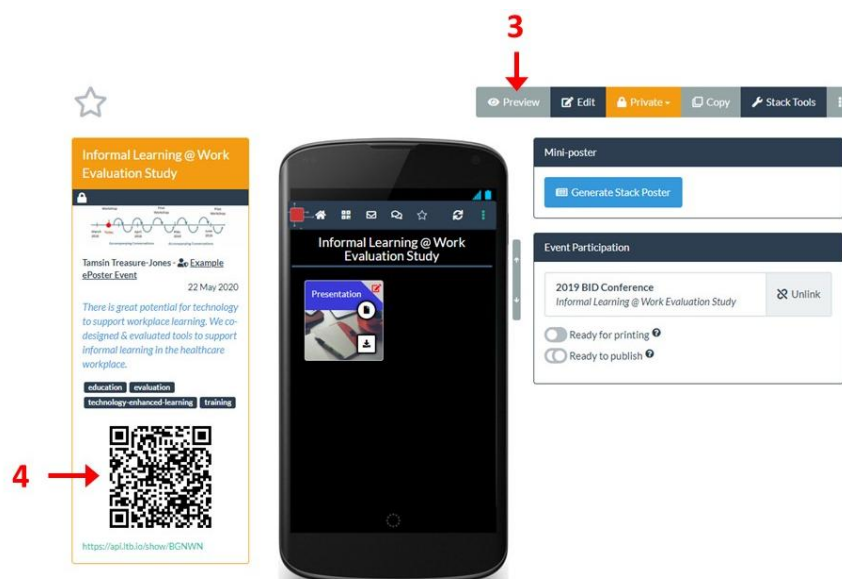 3
Preview
Edit
Private
Copy
Stack Tools
Informal Learning @ Work
Evaluation Study
Tamsin Treasure-Jones - Example
ePoster Event
22 May 2020
There is great potential for technology
to support workplace learning. We co-
designed & evaluated tools to support
informal learning in the healthcare
workplace.
education evaluation
technology-enhanced-learning training
4
https://api.ltb.io/show/BGNWN
Informal Learning @ Work
Evaluation Study
Presentation
Mini-poster
Generate Stack Poster
Event Participation
2019 BID Conference
Informal Learning @ Work Evaluation Study
Unlink
Ready for printing
Ready to publish